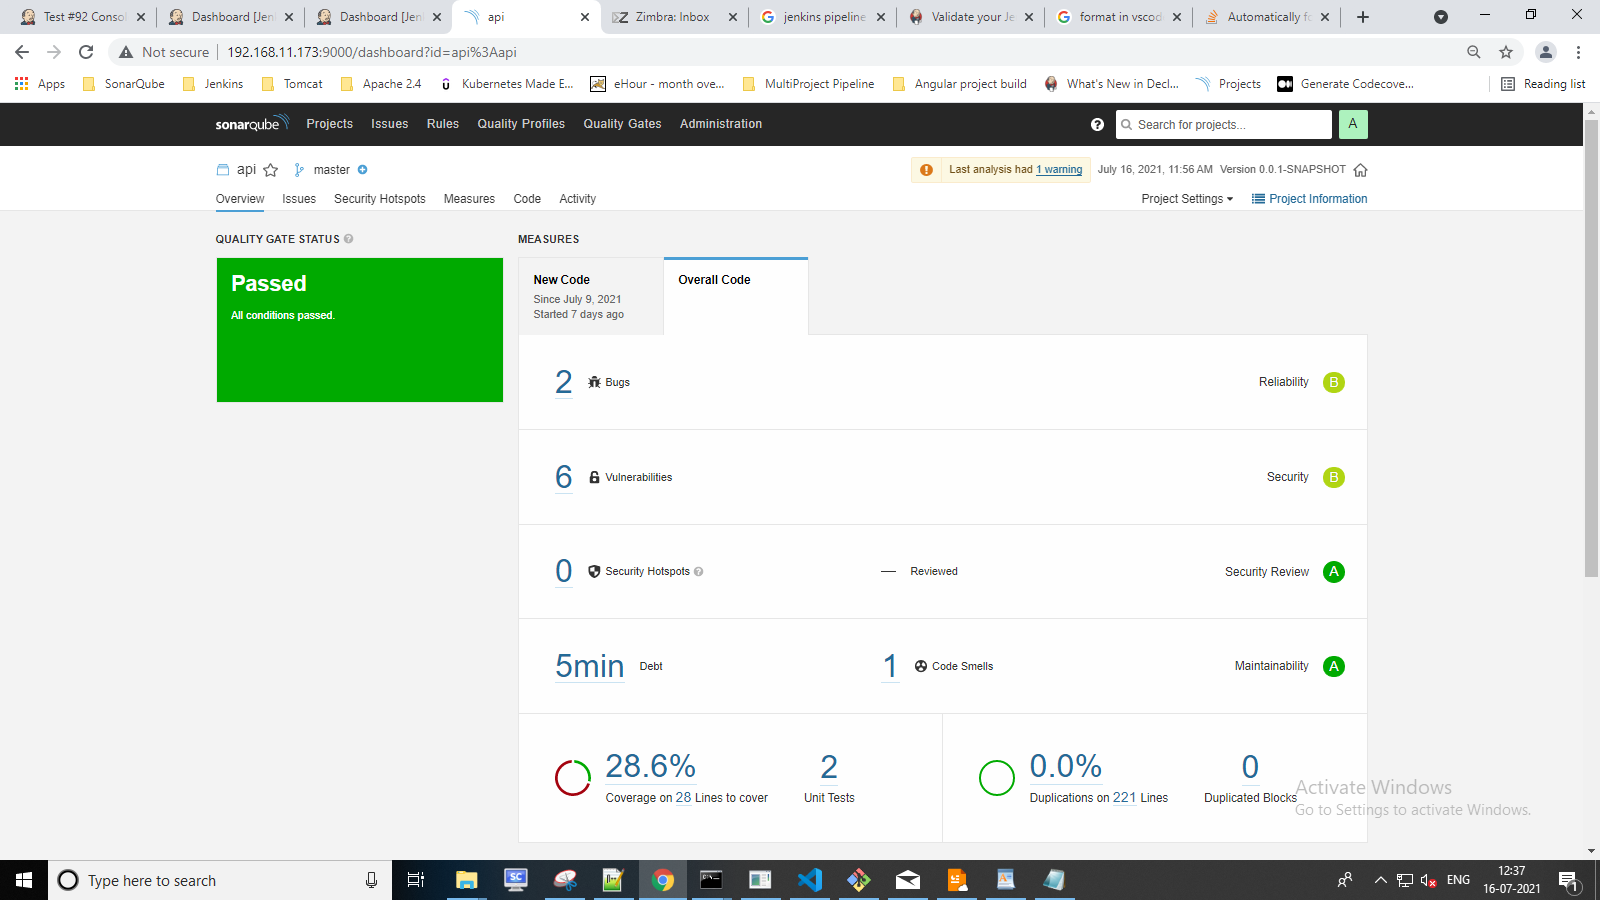 Test #92 Conso
Dashboard [Jen
Dashboard [Jen
api
Zimbra: Inbox
jenkins pipeline
Validate your Je
format in vscod
Automatically fo
Not secure
192.168.11.173:9000/dashboard?id=api%3Aapi
Apps
SonarQube
Jenkins
Tomcat
Apache 2.4
Kubernetes Made E...
eHour - month ove...
MultiProject Pipeline
Angular project build
What's New in Decl...
Projects
Generate Codecove...
Reading list
sonarqube
Projects
Issues
Rules
Quality Profiles
Quality Gates
Administration
Search for projects...
A
api
master
Last analysis had 1 warning
July 16, 2021, 11:56 AM
Version 0.0.1-SNAPSHOT
Overview
Issues
Security Hotspots
Measures
Code
Activity
Project Settings
Project Information
QUALITY GATE STATUS
MEASURES
Passed
All conditions passed.
New Code
Since July 9, 2021
Started 7 days ago
Overall Code
2
Bugs
Reliability
B
6
Vulnerabilities
Security
B
0
Security Hotspots
—
Reviewed
Security Review
A
5min
Debt
1
Code Smells
Maintainability
A
28.6%
Coverage on 28 Lines to cover
2
Unit Tests
0.0%
Duplications on 221 Lines
0
Duplicated Blocks
Activate Windows
Go to Settings to activate Windows.
Type here to search
SC
ENG
12:37
16-07-2021
1